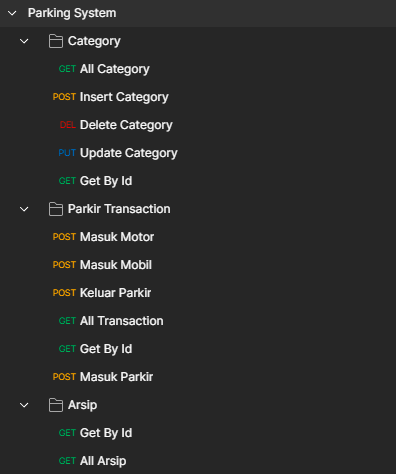 Parking System
Category
GET All Category
POST Insert Category
DEL Delete Category
PUT Update Category
GET Get By Id
Parkir Transaction
POST Masuk Motor
POST Masuk Mobil
POST Keluar Parkir
GET All Transaction
GET Get By Id
POST Masuk Parkir
Arsip
GET Get By Id
GET All Arsip